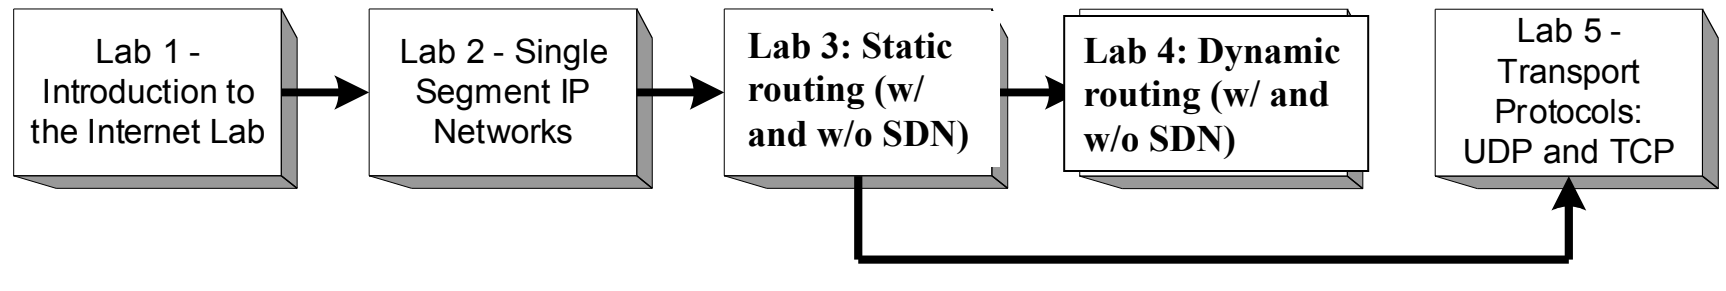 Lab 1 -
Introduction to
the Internet Lab
Lab 2 - Single
Segment IP
Networks
Lab 3: Static
routing (w/
and w/o SDN)
Lab 4: Dynamic
routing (w/ and
w/o SDN)
Lab 5 -
Transport
Protocols:
UDP and TCP